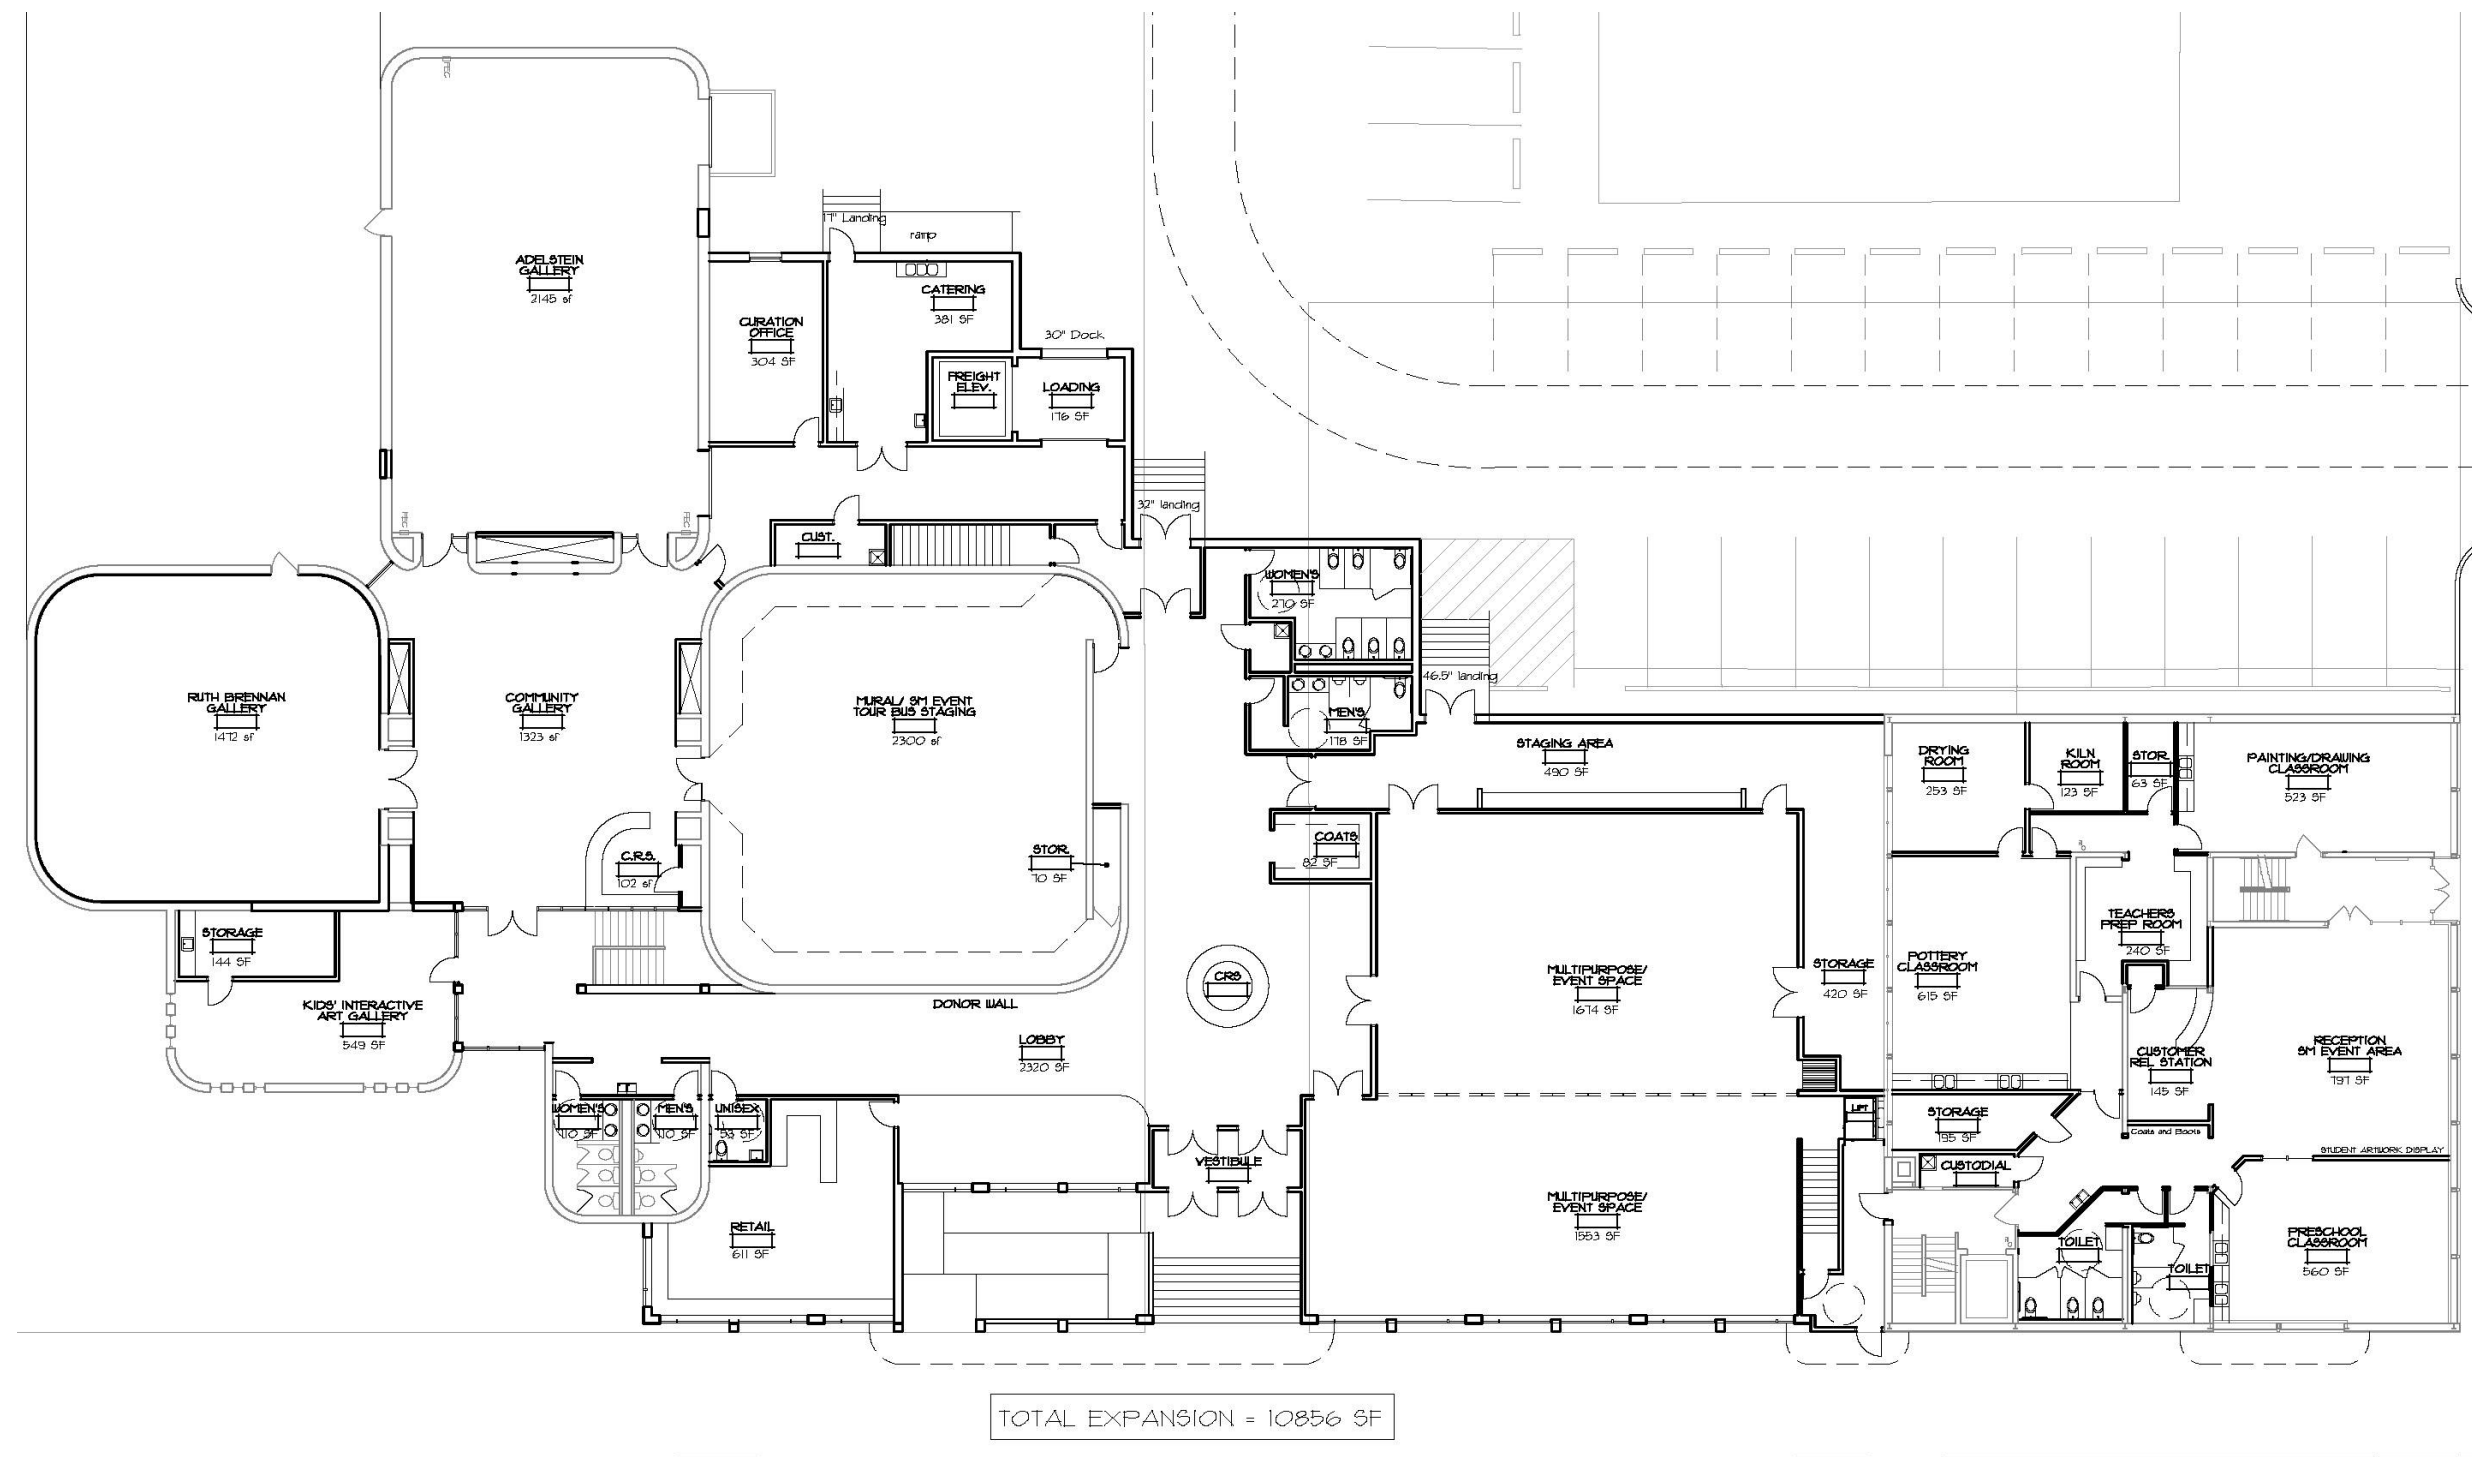 FEC
17" Landing
ramp
ADELSTEIN
GALLERY
2145 sf
CATERING
381 SF
CURATION
OFFICE
304 SF
30" Dock
FREIGHT
ELEV.
LOADING
176 SF
FEC
FEC
32" landing
CUST.
WOMEN'S
270 SF
46.5" landing
RUTH BRENNAN
GALLERY
1472 sf
COMMUNITY
GALLERY
1323 sf
MURAL/ SM EVENT
TOUR BUS STAGING
2300 sf
MEN'S
178 SF
STAGING AREA
490 SF
DRYING
ROOM
253 SF
KILN
ROOM
123 SF
STOR.
63 SF
PAINTING/DRAWING
CLASSROOM
523 SF
C.R.S.
102 sf
STOR.
70 SF
COATS
82 SF
STORAGE
144 SF
TEACHERS
PREP ROOM
240 SF
POTTERY
CLASSROOM
615 SF
STORAGE
420 SF
CRS
MULTIPURPOSE/
EVENT SPACE
1674 SF
KIDS' INTERACTIVE
ART GALLERY
549 SF
DONOR WALL
LOBBY
2320 SF
CUSTOMER
REL STATION
145 SF
RECEPTION
SM EVENT AREA
797 SF
WOMEN'S
110 SF
MEN'S
110 SF
UNISEX
53 SF
LIFT
STORAGE
195 SF
Coats and Boots
STUDENT ARTWORK DISPLAY
VESTIBULE
CUSTODIAL
RETAIL
611 SF
MULTIPURPOSE/
EVENT SPACE
1553 SF
TOILET
TOILET
PRESCHOOL
CLASSROOM
560 SF
TOTAL EXPANSION = 10856 SF